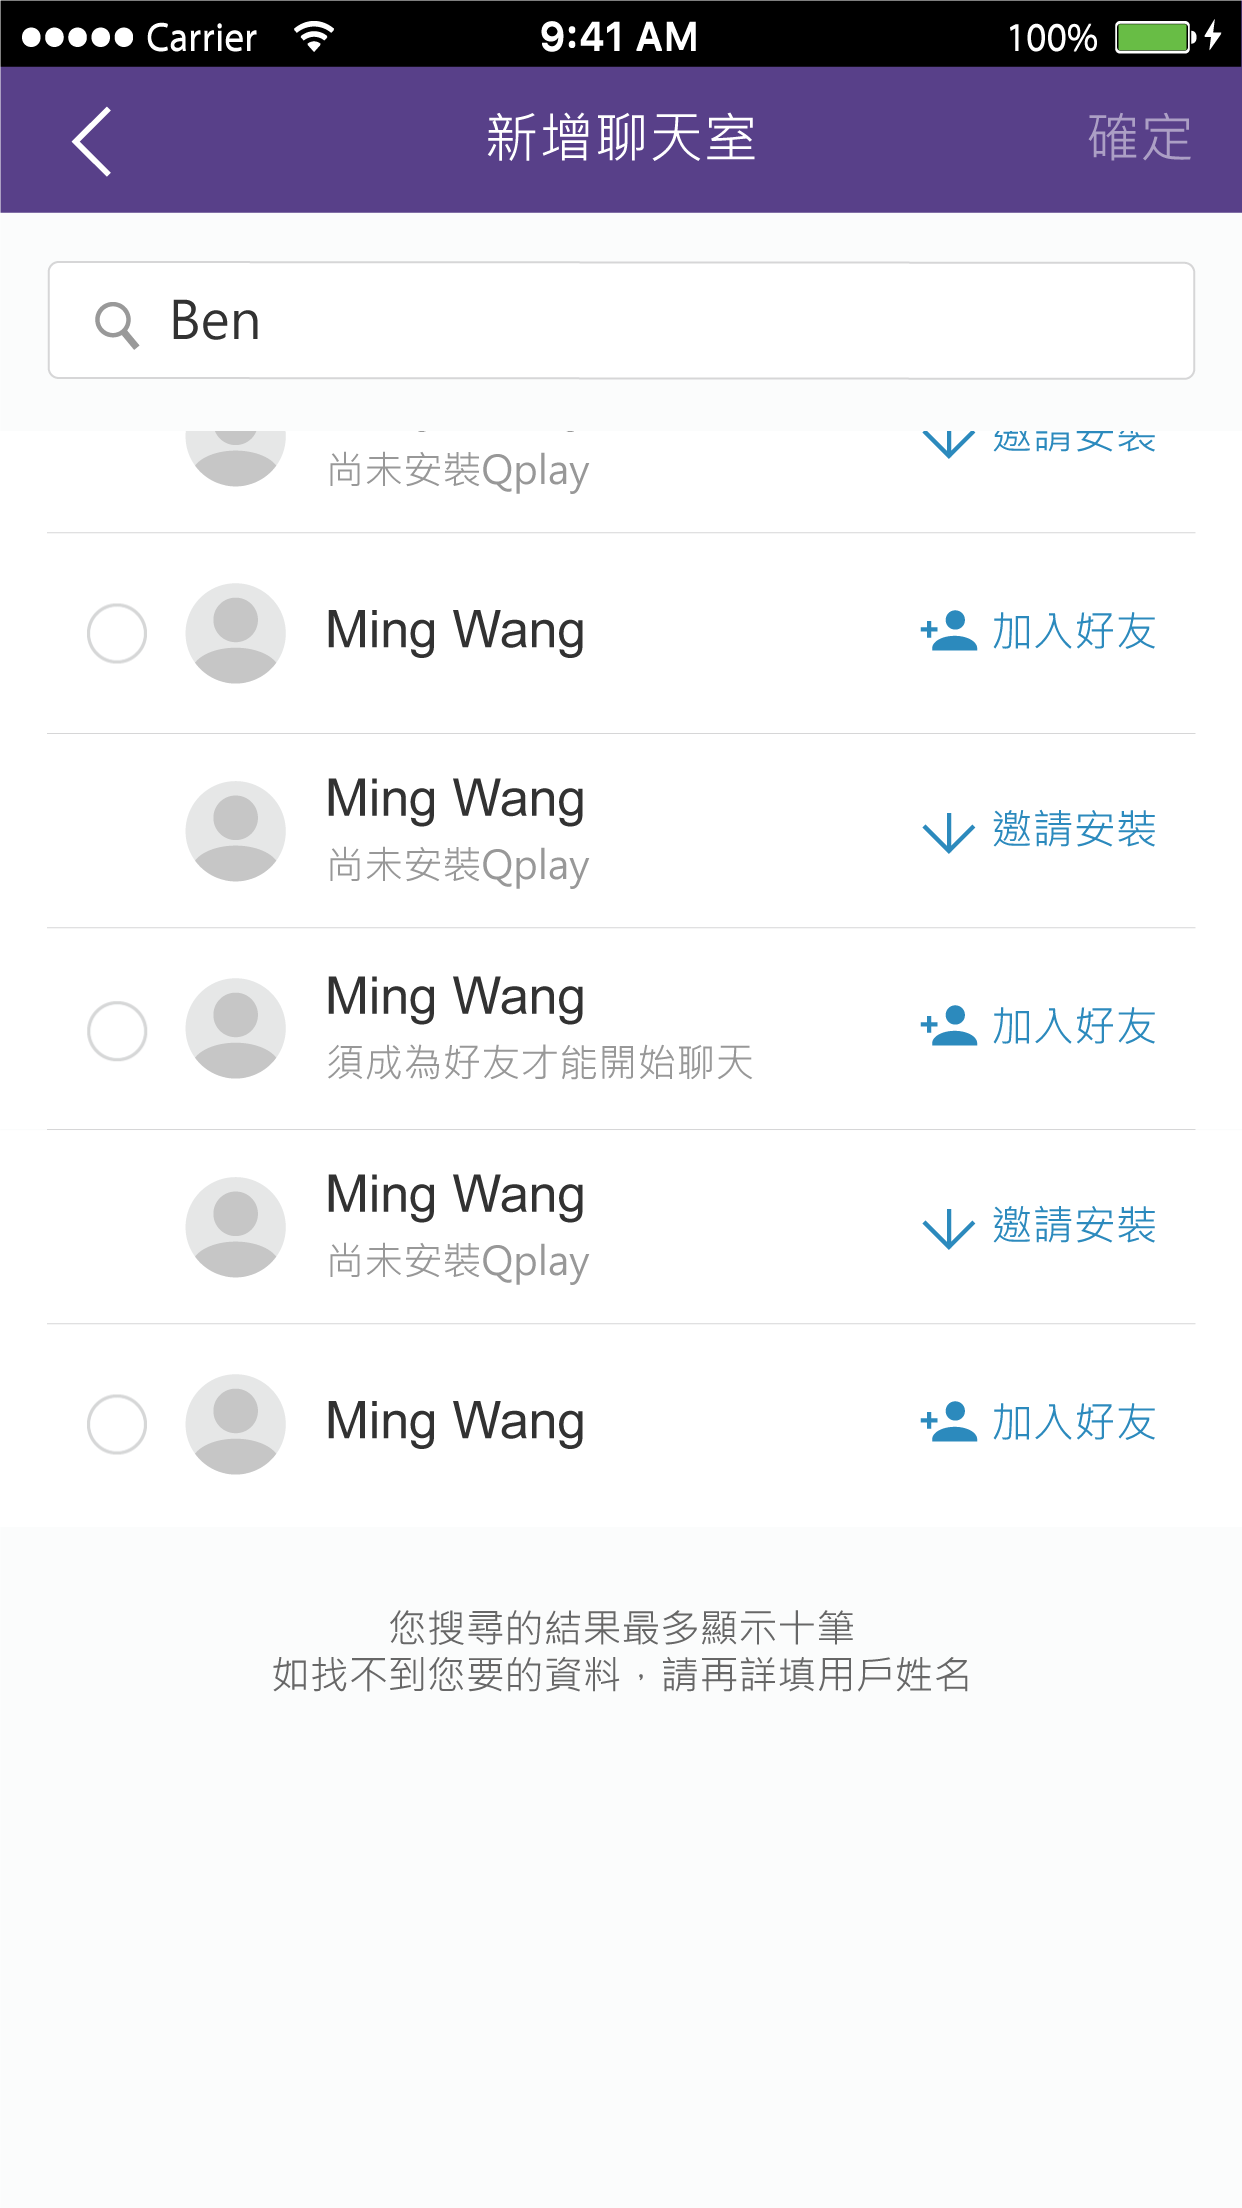 Carrier 9:41 AM 100%
新增聊天室 確定
Ben
尚未安裝Qplay 邀請安裝
Ming Wang 加入好友
Ming Wang
尚未安裝Qplay 邀請安裝
Ming Wang
須成為好友才能開始聊天 加入好友
Ming Wang
尚未安裝Qplay 邀請安裝
Ming Wang 加入好友
您搜尋的結果最多顯示十筆
如找不到您要的資料，請再詳填用戶姓名